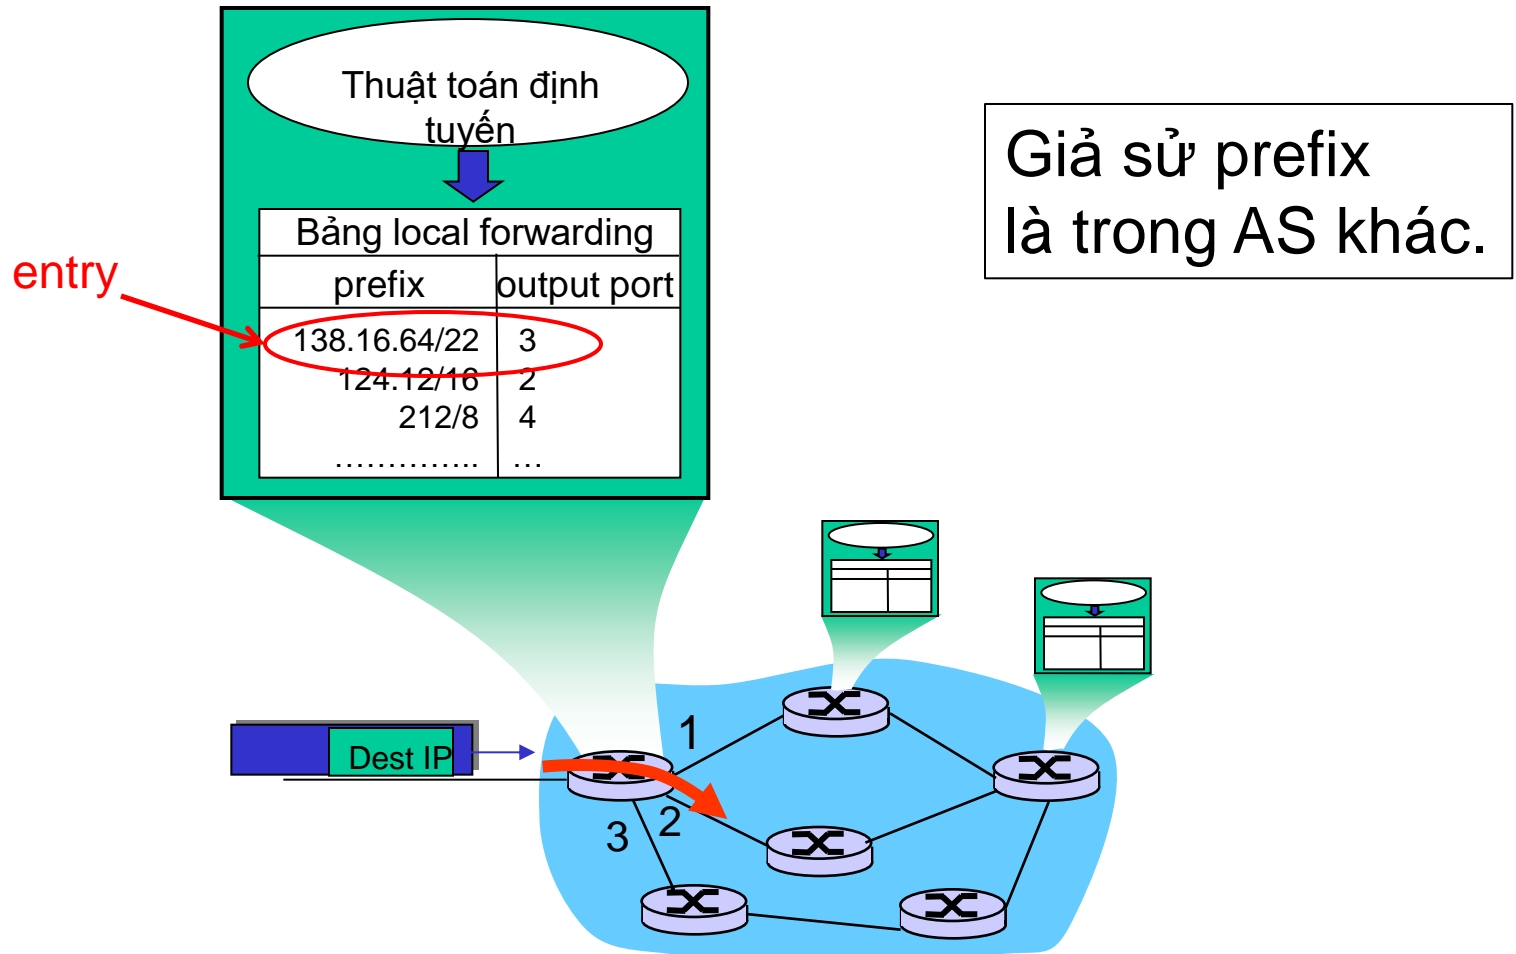 Thuật toán định
tuyến
Giả sử prefix
là trong AS khác.
Bảng local forwarding
entry
prefix output port
138.16.64/22 3
124.12/16 2
212/8 4
………….. …
1
Dest IP
2
3